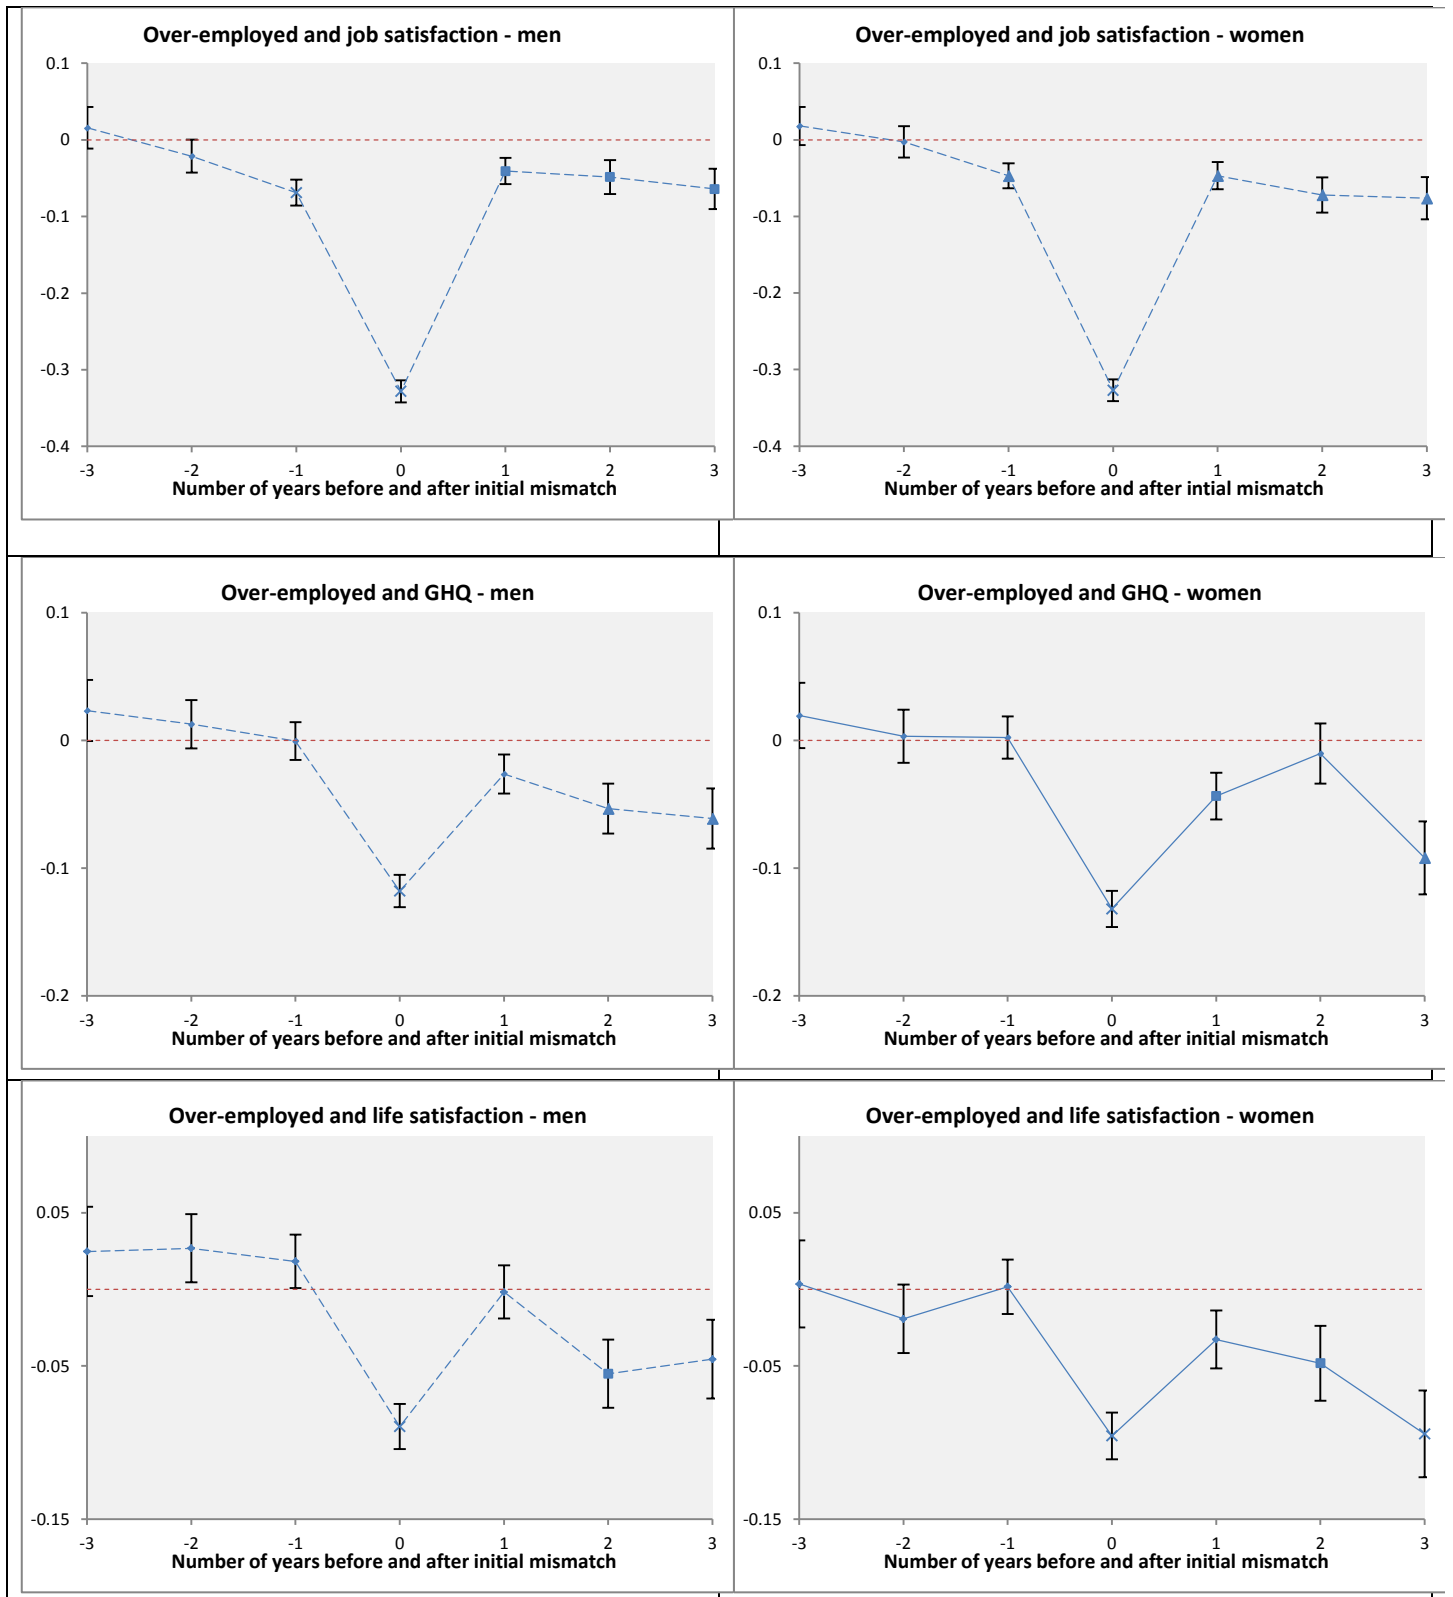 Over-employed and job satisfaction - men
0.1
0
-0.1
-0.2
-0.3
-0.4
-3 -2 -1 0 1 2 3
Number of years before and after intial mismatch
Over-employed and job satisfaction - women
0.1
0
-0.1
-0.2
-0.3
-0.4
-3 -2 -1 0 1 2 3
Number of years before and after initial mismatch
Over-employed and GHQ - men
0.1
0
-0.1
-0.2
-3 -2 -1 0 1 2 3
Number of years before and after initial mismatch
Over-employed and GHQ - women
0.1
0
-0.1
-0.2
-3 -2 -1 0 1 2 3
Number of years before and after initial mismatch
Over-employed and life satisfaction - men
0.05
-0.05
-0.15
-3 -2 -1 0 1 2 3
Number of years before and after initial mismatch
Over-employed and life satisfaction - women
0.05
-0.05
-0.15
-3 -2 -1 0 1 2 3
Number of years before and after initial mismatch